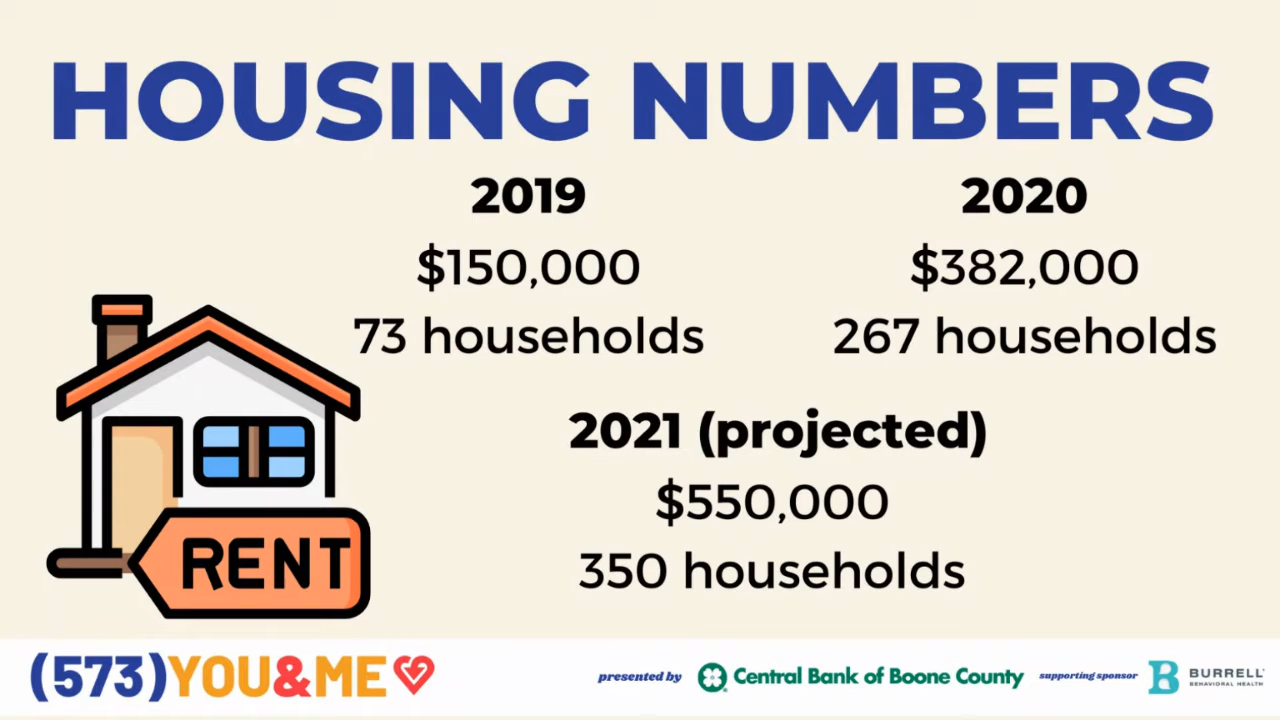 HOUSING NUMBERS
2019
$150,000
73 households
2020
$382,000
267 households
2021 (projected)
$550,000
350 households
RENT
(573)YOU&ME
presented by
Central Bank of Boone County
supporting sponsor
BURRELL
BEHAVIORAL HEALTH